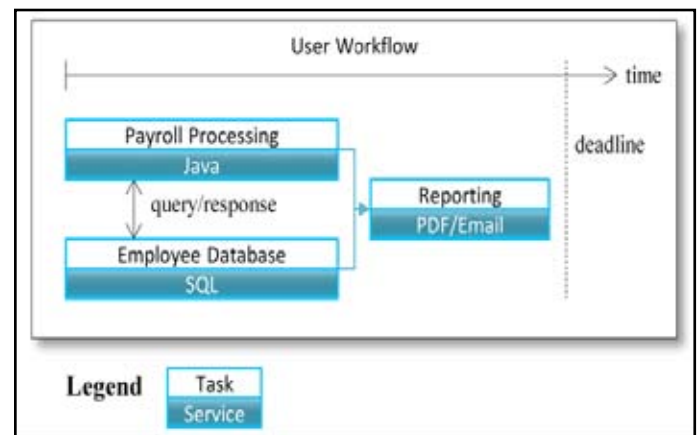 User Workflow
time
Payroll Processing
Java
deadline
query/response
Reporting
PDF/Email
Employee Database
SQL
Legend
Task
Service